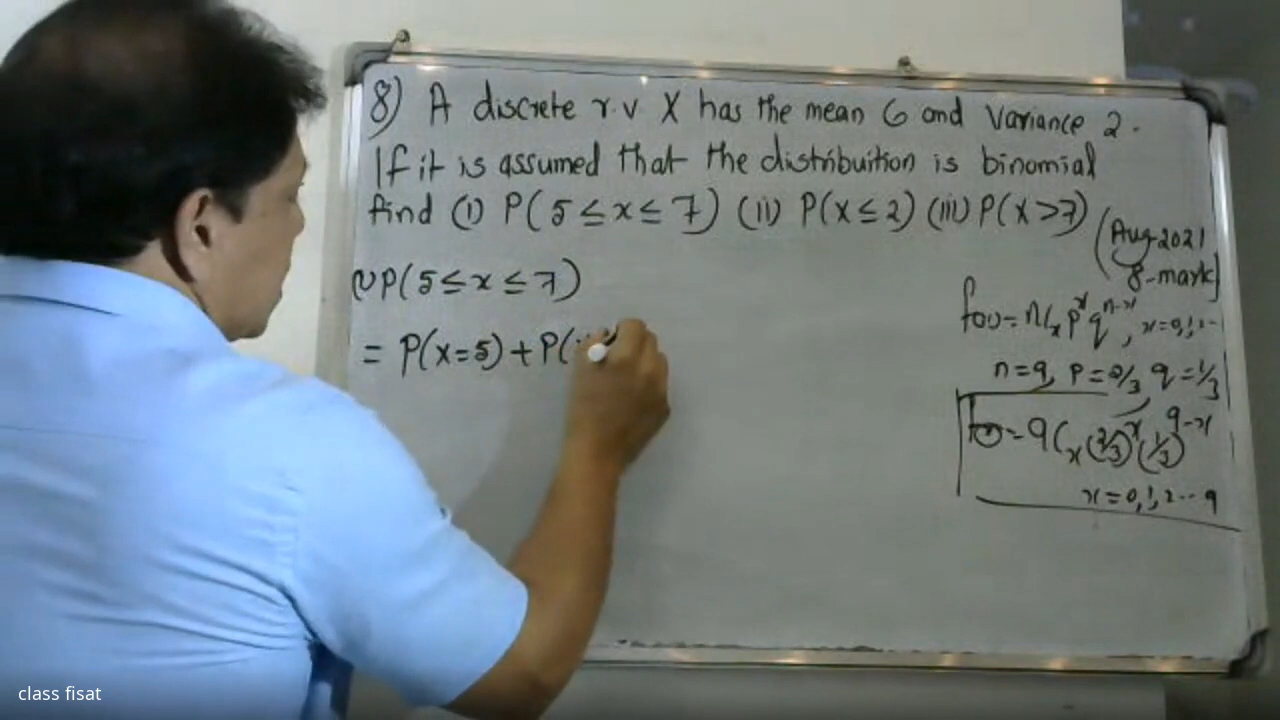 8) A discrete r.v X has the mean 6 and variance 2.
If it is assumed that the distribuition is binomial
find (i) P(5≤x≤7) (ii) P(x≤2) (iii) P(x>7)
(Aug 2021
8-mark]
(i) P(5≤x≤7)
= P(x=5)+P(
f(x)=nCx p^x q^n-x, x=0,1,--
n=9, p=2/3 q=1/3
f(x)=9Cx(2/3)^x(1/3)^9-x
x=0,1,2--9
class fisat